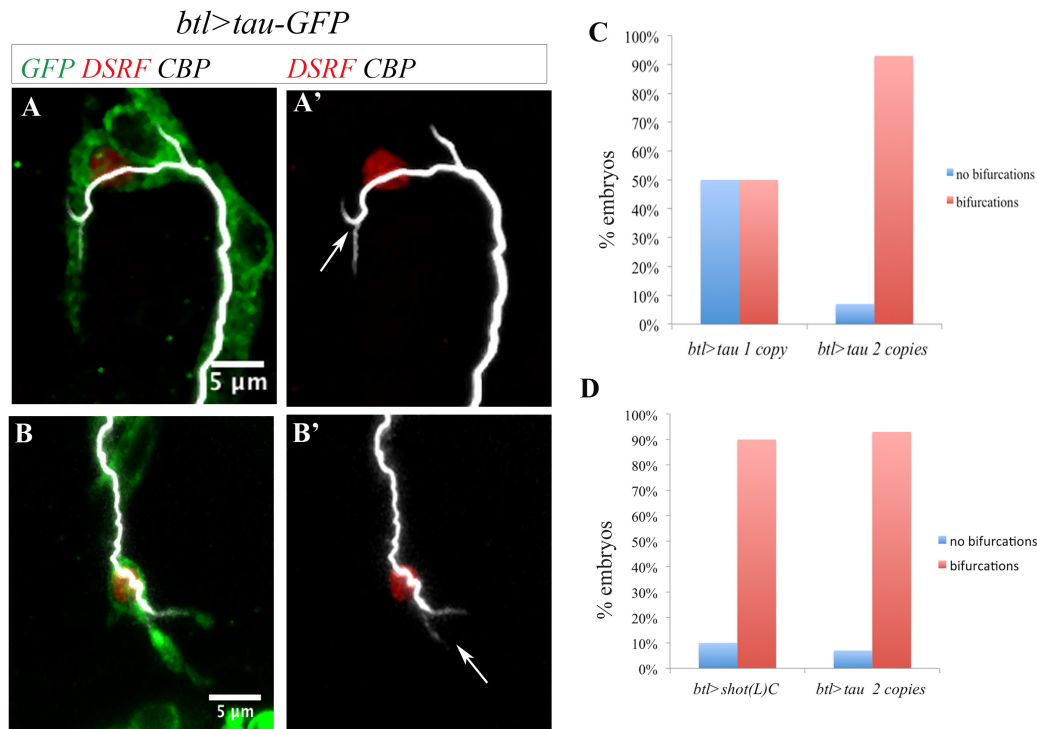 btl>tau-GFP
GFP DSRF CBP
DSRF CBP
A
5 µm
A’
B
5 µm
B’
C
100%
90%
80%
70%
60%
50%
40%
30%
20%
10%
0%
% embryos
btl>tau 1 copy
btl>tau 2 copies
no bifurcations
bifurcations
D
100%
90%
80%
70%
60%
50%
40%
30%
20%
10%
0%
% embryos
btl>shot(L)C
btl>tau 2 copies
no bifurcations
bifurcations